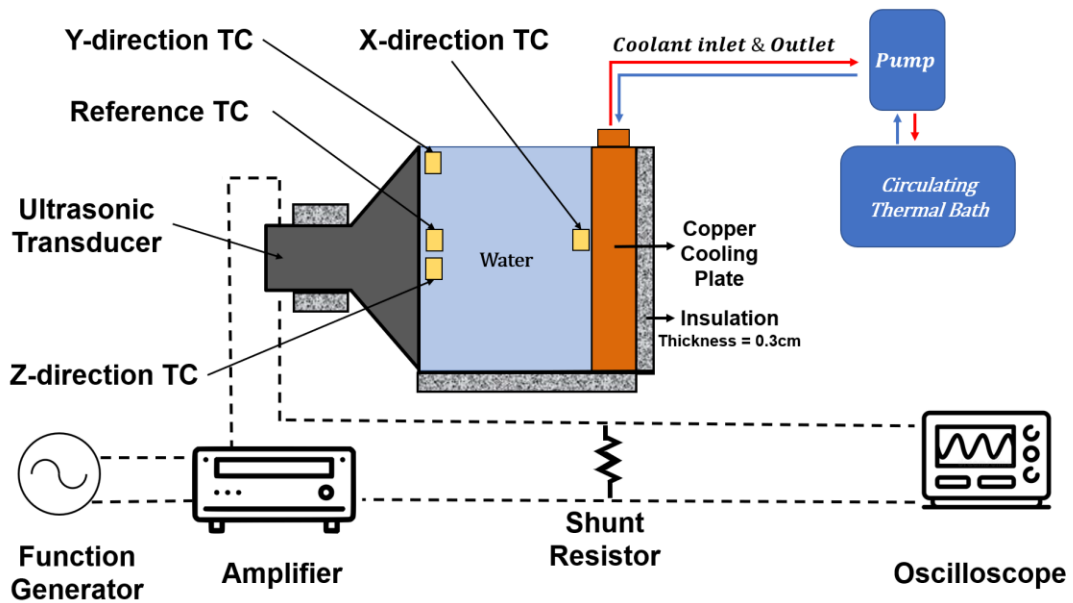 Y-direction TC
X-direction TC
Coolant inlet & Outlet
Pump
Reference TC
Circulating
Thermal Bath
Ultrasonic
Transducer
Water
Copper
Cooling
Plate
Insulation
Thickness = 0.3cm
Z-direction TC
Function
Generator
Amplifier
Shunt
Resistor
Oscilloscope